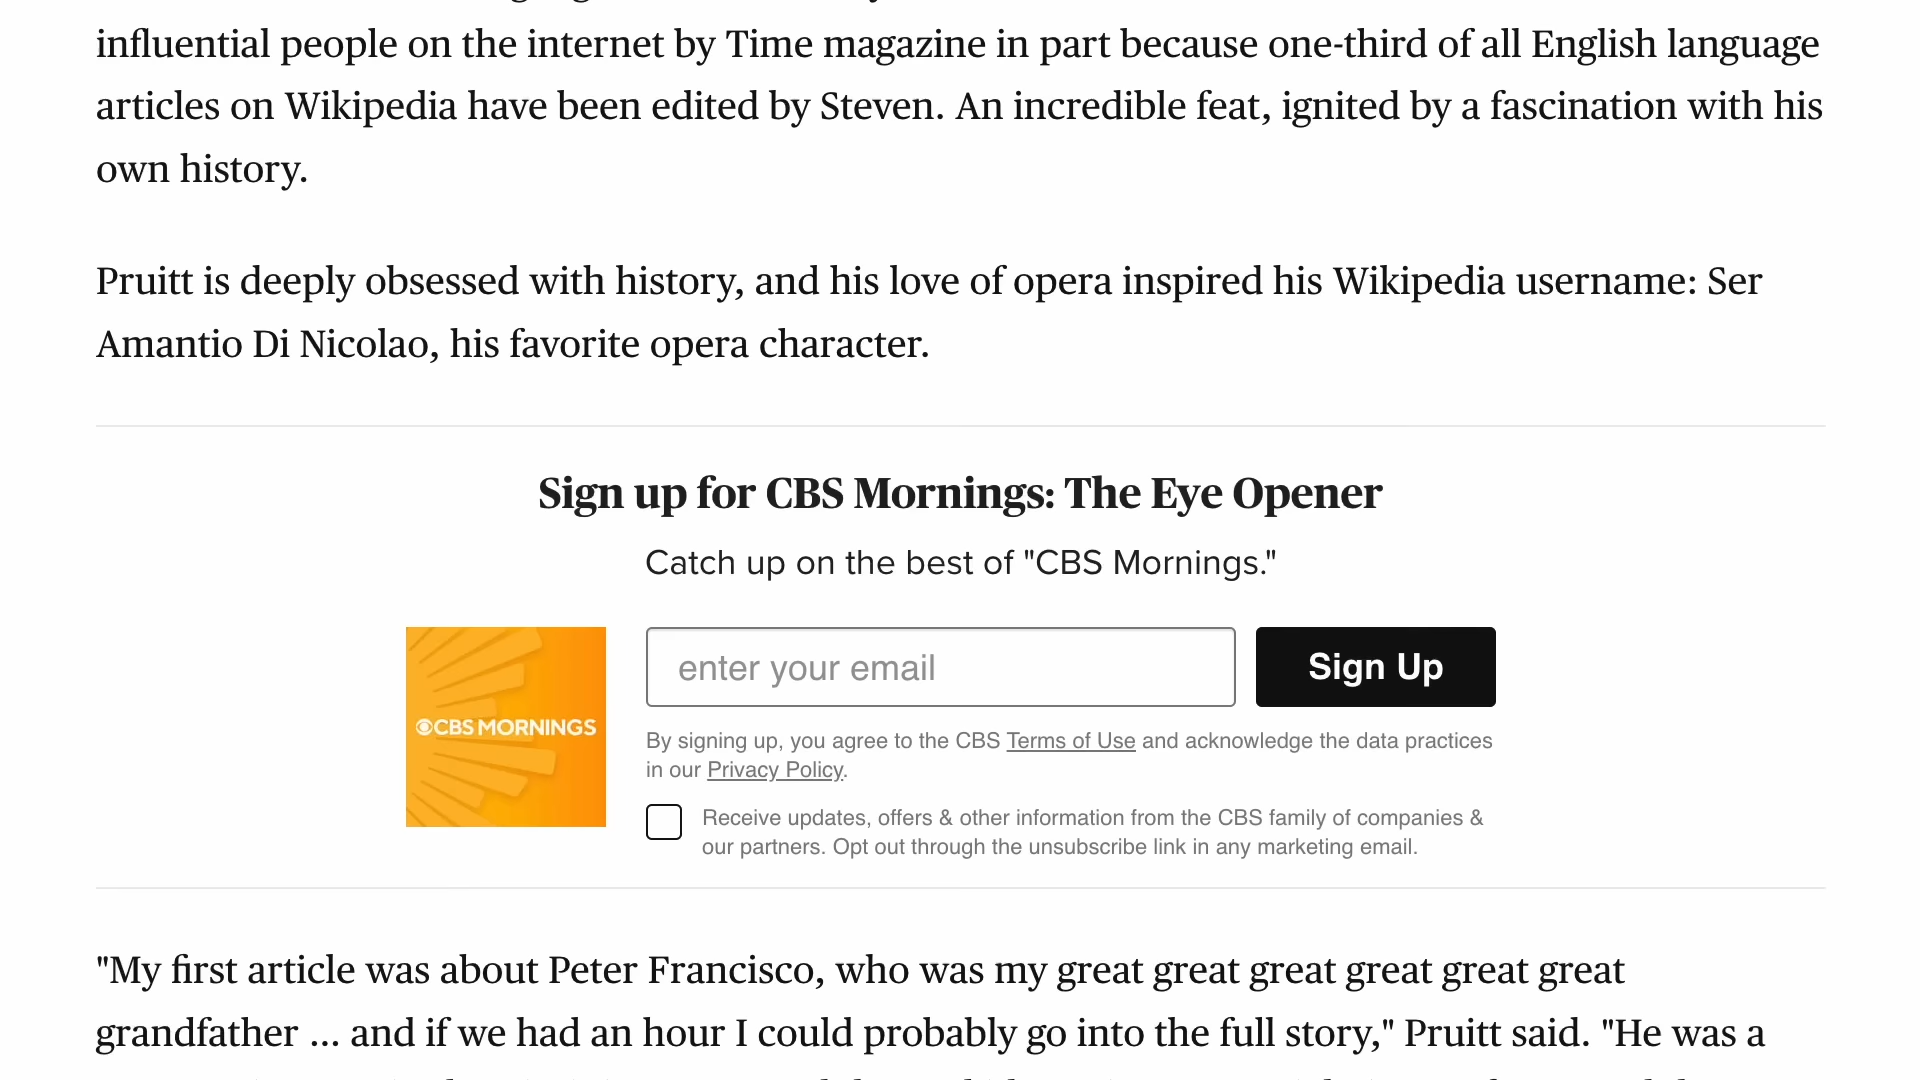 influential people on the internet by Time magazine in part because one-third of all English language
articles on Wikipedia have been edited by Steven. An incredible feat, ignited by a fascination with his
own history.
Pruitt is deeply obsessed with history, and his love of opera inspired his Wikipedia username: Ser
Amantio Di Nicolao, his favorite opera character.
Sign up for CBS Mornings: The Eye Opener
Catch up on the best of "CBS Mornings."
CBS MORNINGS
enter your email
Sign Up
By signing up, you agree to the CBS Terms of Use and acknowledge the data practices
in our Privacy Policy.
Receive updates, offers & other information from the CBS family of companies &
our partners. Opt out through the unsubscribe link in any marketing email.
"My first article was about Peter Francisco, who was my great great great great great great
grandfather ... and if we had an hour I could probably go into the full story," Pruitt said. "He was a